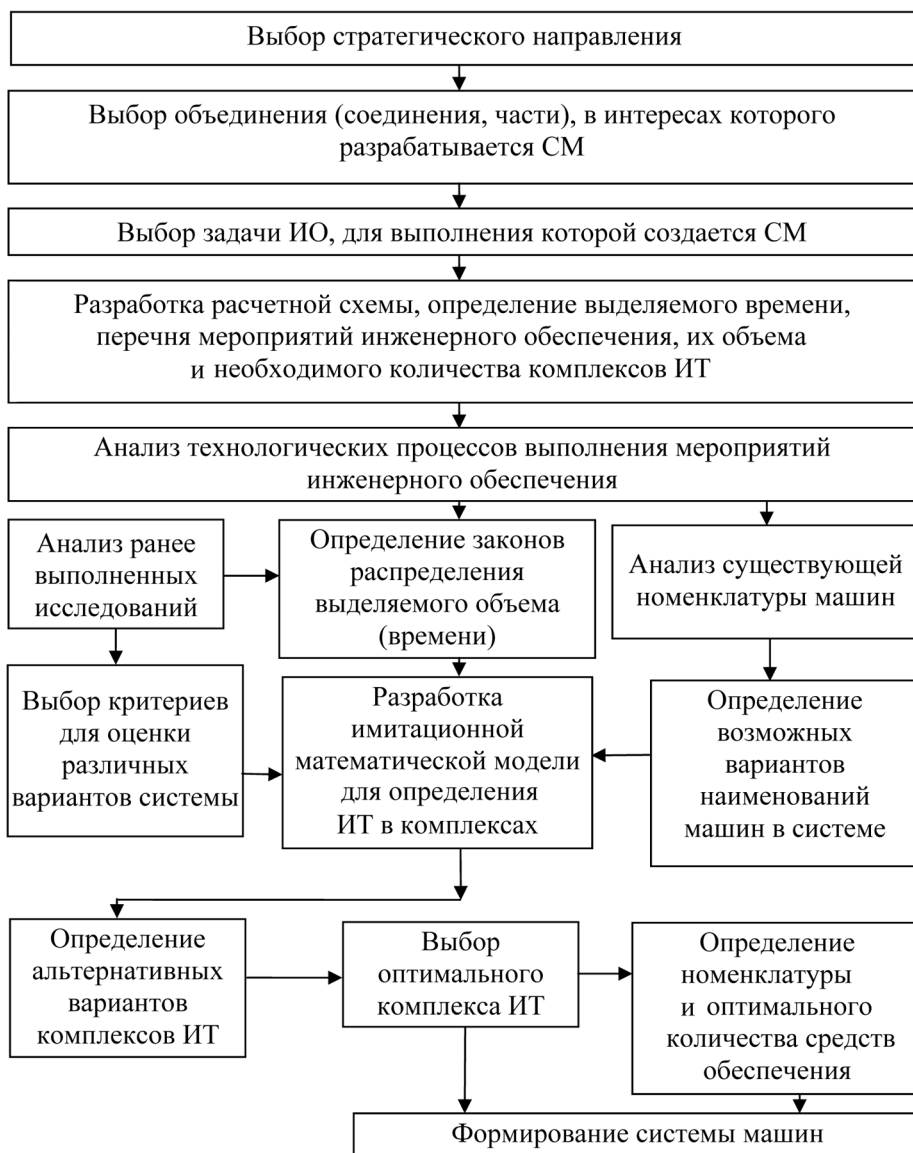 Выбор стратегического направления
Выбор объединения (соединения, части), в интересах которого
разрабатывается СМ
Выбор задачи ИО, для выполнения которой создается СМ
Разработка расчетной схемы, определение выделяемого времени,
перечня мероприятий инженерного обеспечения, их объема
и необходимого количества комплексов ИТ
Анализ технологических процессов выполнения мероприятий
инженерного обеспечения
Анализ ранее
выполненных
исследований
Определение законов
распределения
выделяемого объема
(времени)
Анализ существующей
номенклатуры машин
Выбор критериев
для оценки
различных
вариантов системы
Разработка
имитационной
математической модели
для определения
ИТ в комплексах
Определение
возможных
вариантов
наименований
машин в системе
Определение
альтернативных
вариантов
комплексов ИТ
Выбор
оптимального
комплекса ИТ
Определение
номенклатуры
и оптимального
количества средств
обеспечения
Формирование системы машин